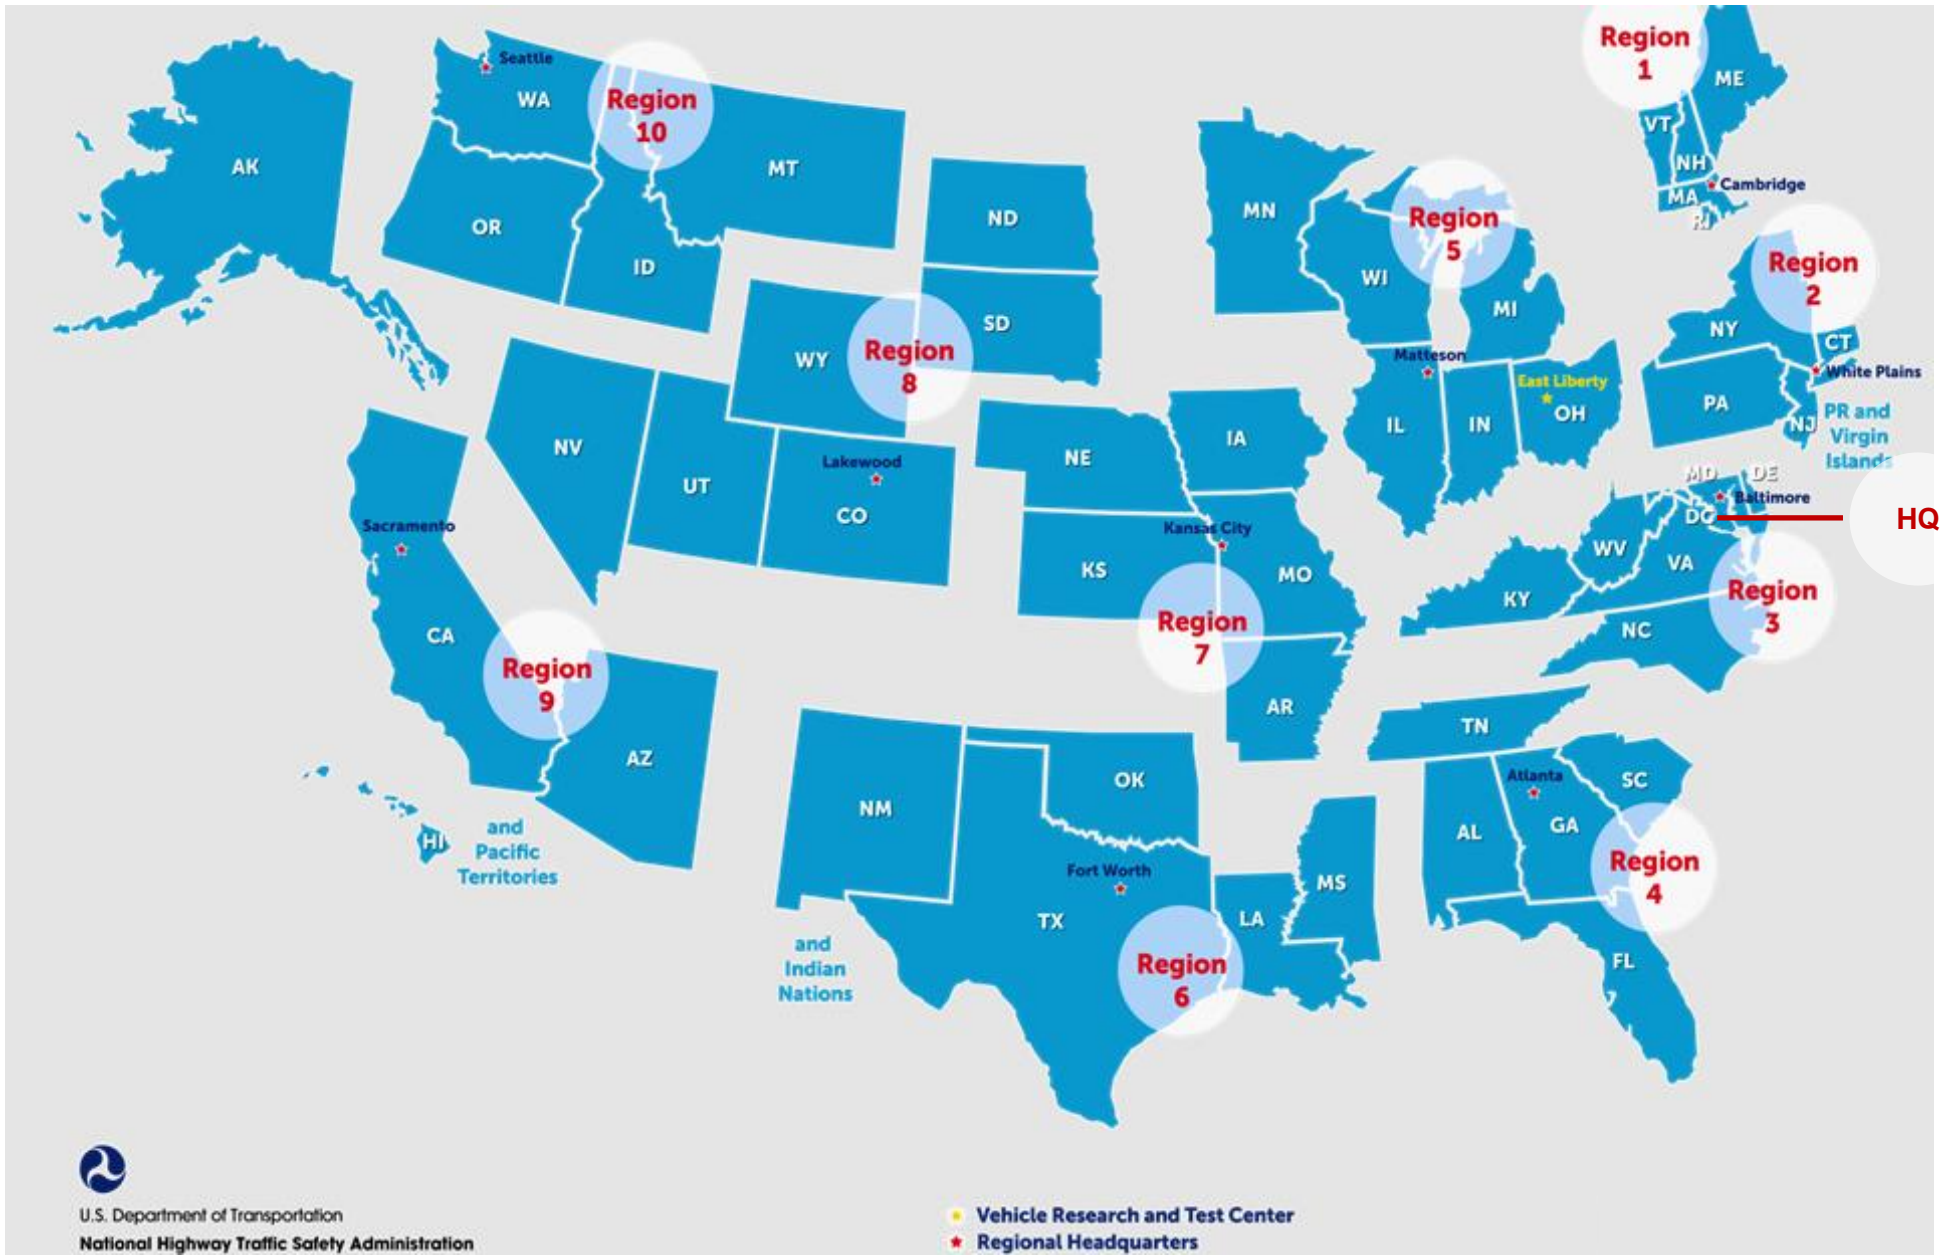 Region
1
ME
VT
NH
Cambridge
MA
RI
Seattle
WA
Region
10
MT
AK
OR
ID
ND
SD
WY
Region
8
MN
WI
Region
5
MI
Region
2
NY
CT
White Plains
PA
NJ
PR and
Virgin
Islands
Matteson
East Liberty
OH
IL
IN
NV
UT
Lakewood
CO
NE
IA
Kansas City
KS
MO
Region
7
AR
MD
DE
Baltimore
DC
HQ
WV
VA
KY
Region
3
NC
Sacramento
CA
Region
9
AZ
HI
and
Pacific
Territories
NM
OK
Fort Worth
TX
and
Indian
Nations
Region
6
LA
MS
TN
Atlanta
SC
AL
GA
Region
4
FL
U.S. Department of Transportation
National Highway Traffic Safety Administration
Vehicle Research and Test Center
Regional Headquarters